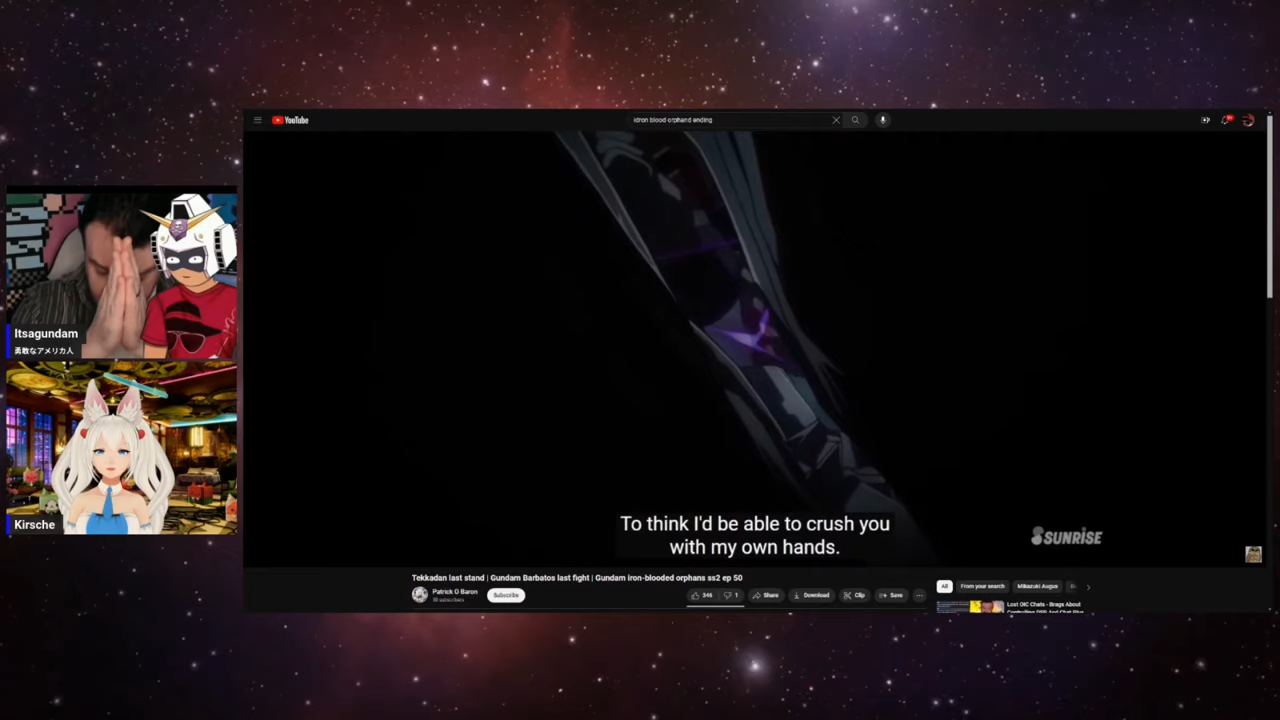 YouTube
idron blood orphand ending
Itsagundam
勇敢なアメリカ人
Kirsche
To think I'd be able to crush you
with my own hands.
SUNRISE
Tekkadan last stand | Gundam Barbatos last fight | Gundam iron-blooded orphans ss2 ep 50
Patrick O Baron
Subscribe
346
1
Share
Download
Clip
Save
All
From your search
Mikazuki Augus
Lost OIC Chats - Brags About